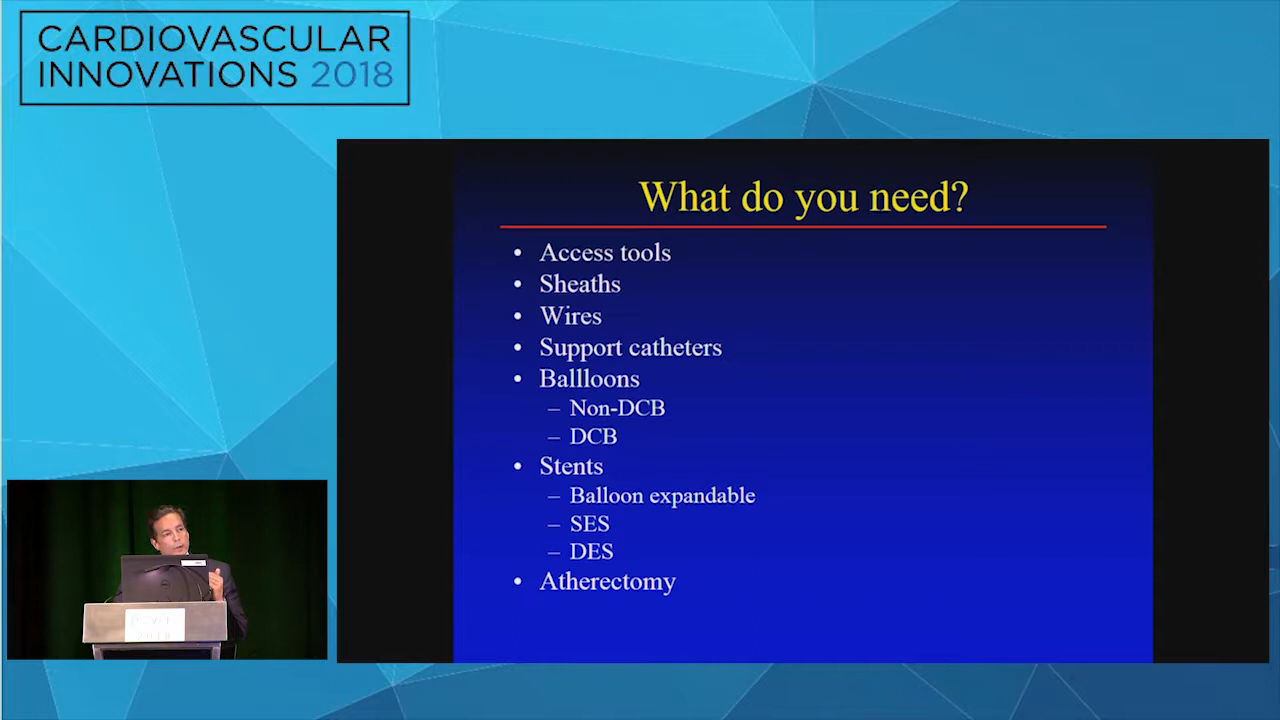 CARDIOVASCULAR
INNOVATIONS 2018
What do you need?
• Access tools
• Sheaths
• Wires
• Support catheters
• Ballloons
– Non-DCB
– DCB
• Stents
– Balloon expandable
– SES
– DES
• Atherectomy